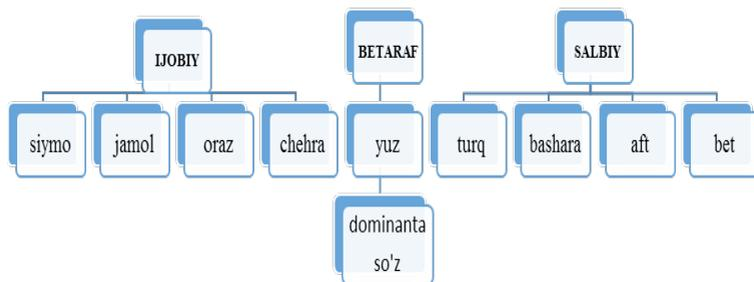 IJOBIY
BETARAF
SALBIY
siymo
jamol
oraz
chehra
yuz
turq
bashara
aft
bet
dominanta
so'z